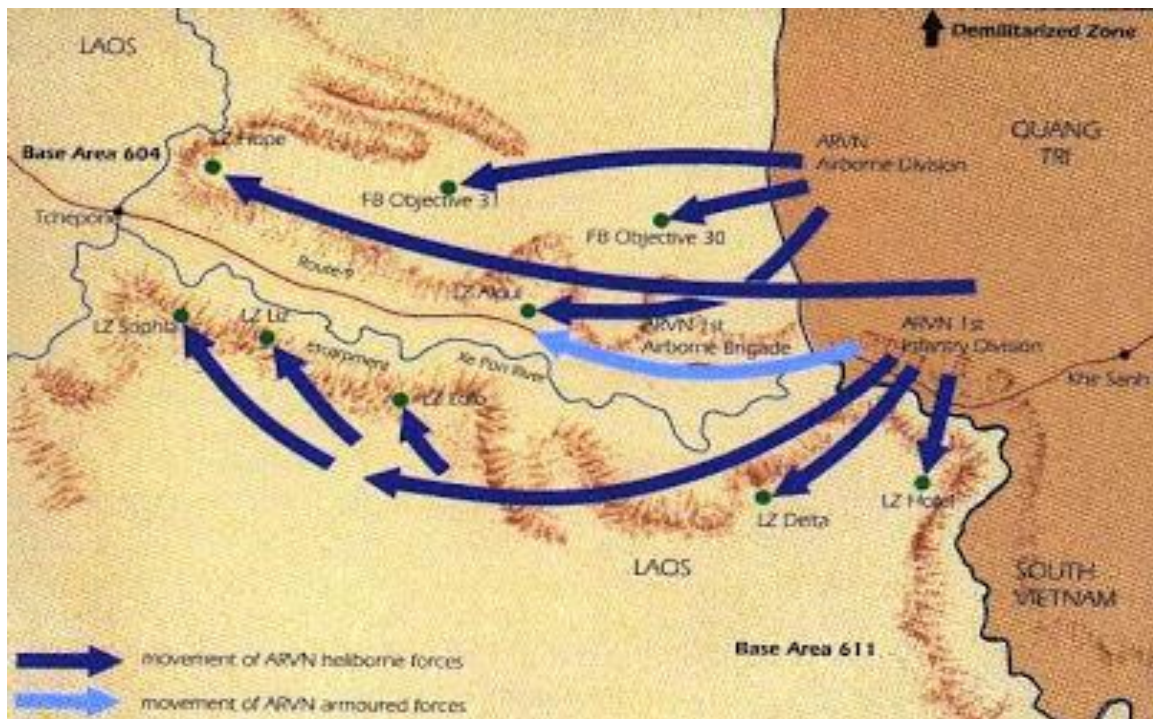 LAOS
Demilitarized Zone
QUANG
TRI
ARVN
Airborne Division
LZ Hope
Base Area 604
FB Objective 31
FB Objective 30
Tchepone
Route 9
LZ Aloui
LZ Sophia
LZ Liz
ARVN 1st
Airborne Brigade
ARVN 1st
Infantry Division
Khe Sanh
escarpment
Xe Pon River
LZ Lolo
LZ Delta
LZ Hotel
LAOS
SOUTH
VIETNAM
Base Area 611
movement of ARVN heliborne forces
movement of ARVN armoured forces